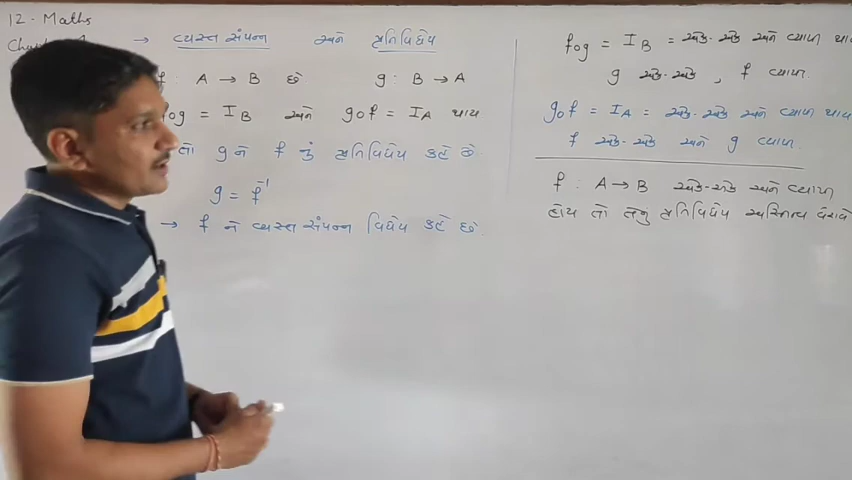 12 - Maths
→ વ્યસ્ત સંપન્ન અને પ્રતિવિધેય
f : A → B છે g : B → A
fog = I_B અને gof = I_A થાય
તો g ને f નું પ્રતિવિધેય કહે છે.
g = f⁻¹
→ f ને વ્યસ્ત સંપન્ન વિધેય કહે છે.
fog = I_B = એક-એક અને વ્યાપ્ત
g એક-એક , f વ્યાપ્ત.
gof = I_A = એક-એક અને વ્યાપ્ત થાય
f એક-એક અને g વ્યાપ્ત.
f : A → B એક-એક અને વ્યાપ્ત
હોય તો તેનું પ્રતિવિધેય અસ્તિત્વ ધરાવે